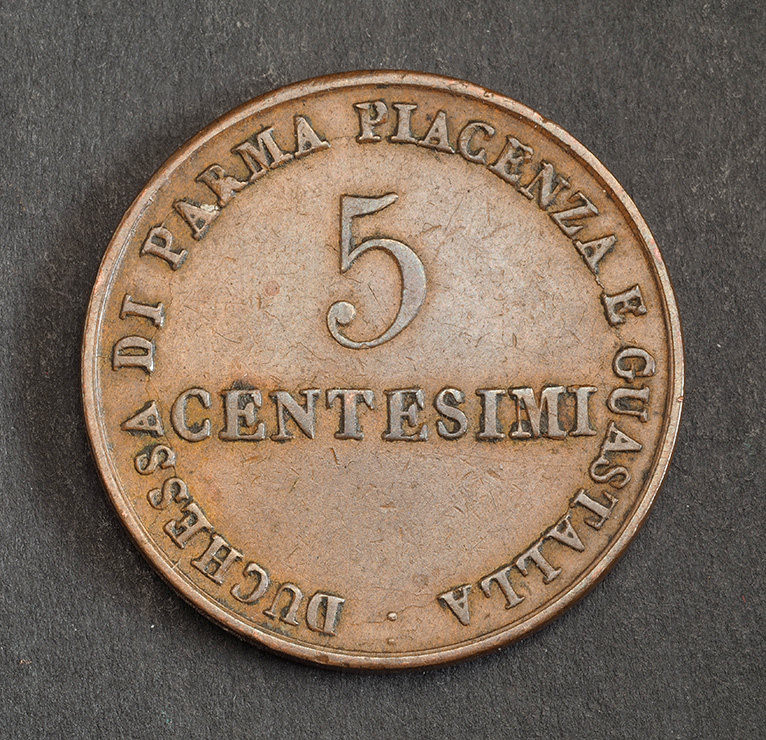 DUCHESSA DI PARMA PIACENZA E GUASTALLA
5
CENTESIMI